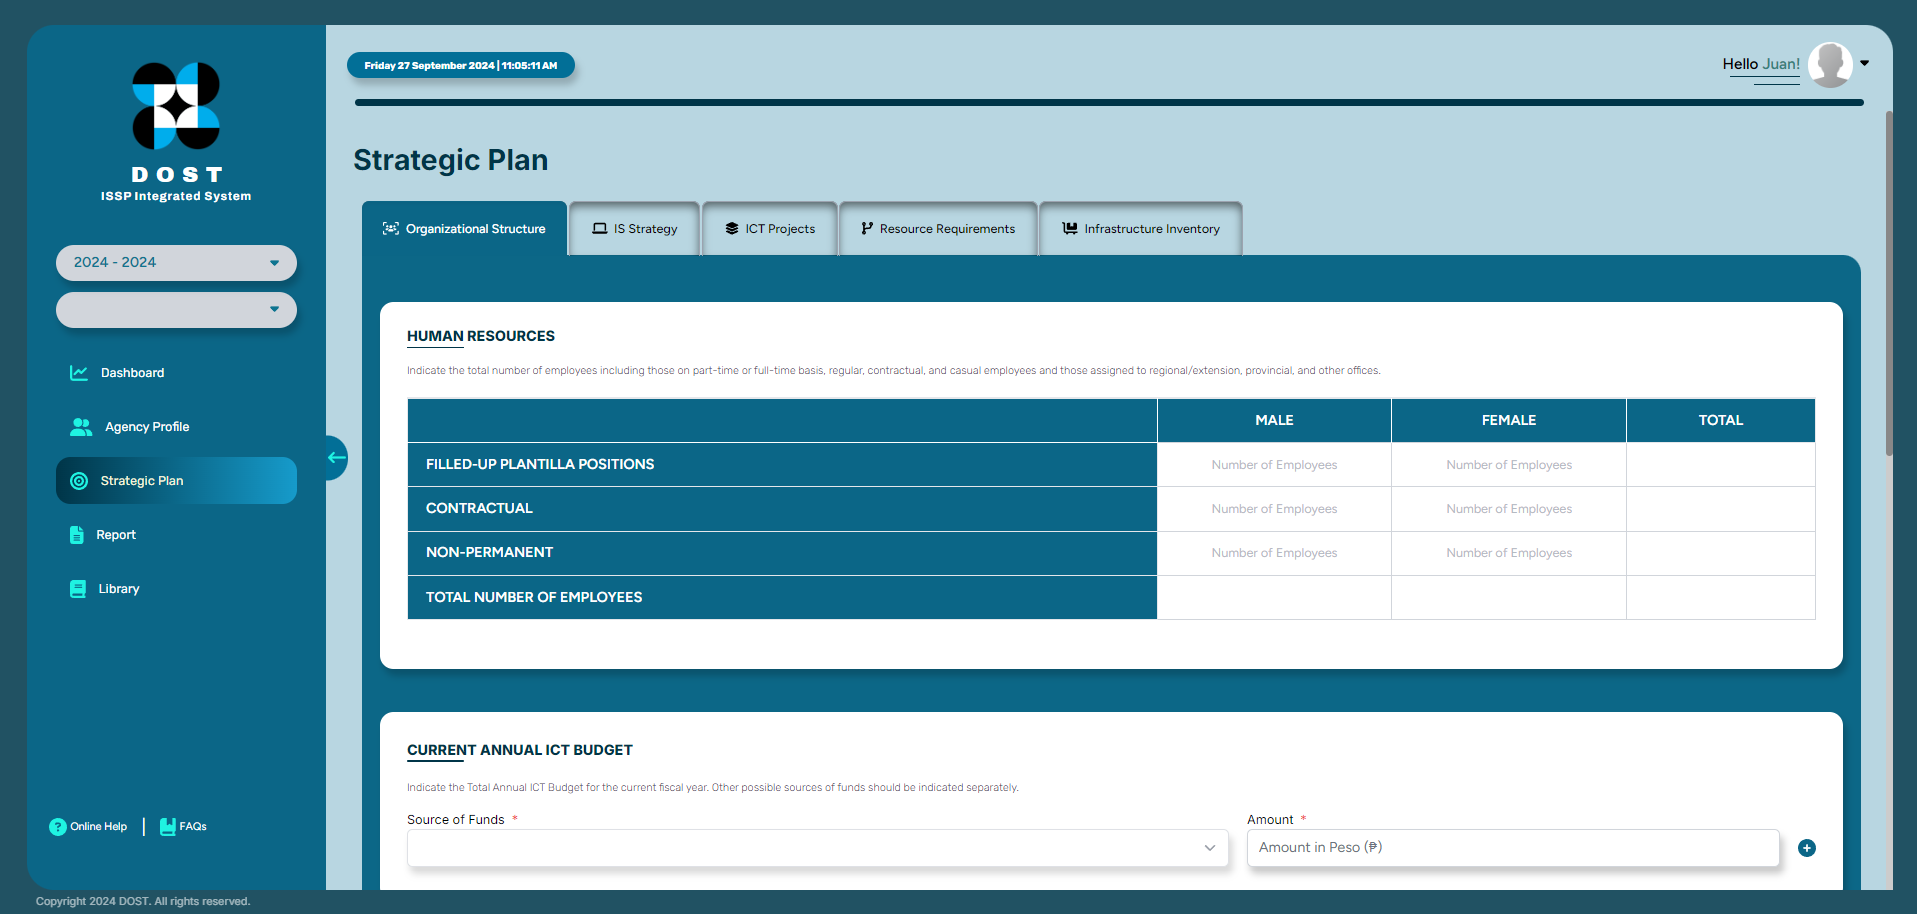 Friday 27 September 2024 | 11:05:11 AM
Hello Juan!
DOST
ISSP Integrated System
2024 - 2024
Dashboard
Agency Profile
Strategic Plan
Report
Library
Online Help | FAQs
Strategic Plan
Organizational Structure
IS Strategy
ICT Projects
Resource Requirements
Infrastructure Inventory
HUMAN RESOURCES
Indicate the total number of employees including those on part-time or full-time basis, regular, contractual, and casual employees and those assigned to regional/extension, provincial, and other offices.
MALE FEMALE TOTAL
FILLED-UP PLANTILLA POSITIONS Number of Employees Number of Employees
CONTRACTUAL Number of Employees Number of Employees
NON-PERMANENT Number of Employees Number of Employees
TOTAL NUMBER OF EMPLOYEES
CURRENT ANNUAL ICT BUDGET
Indicate the Total Annual ICT Budget for the current fiscal year. Other possible sources of funds should be indicated separately.
Source of Funds * Amount *
Amount in Peso (₱)
Copyright 2024 DOST. All rights reserved.